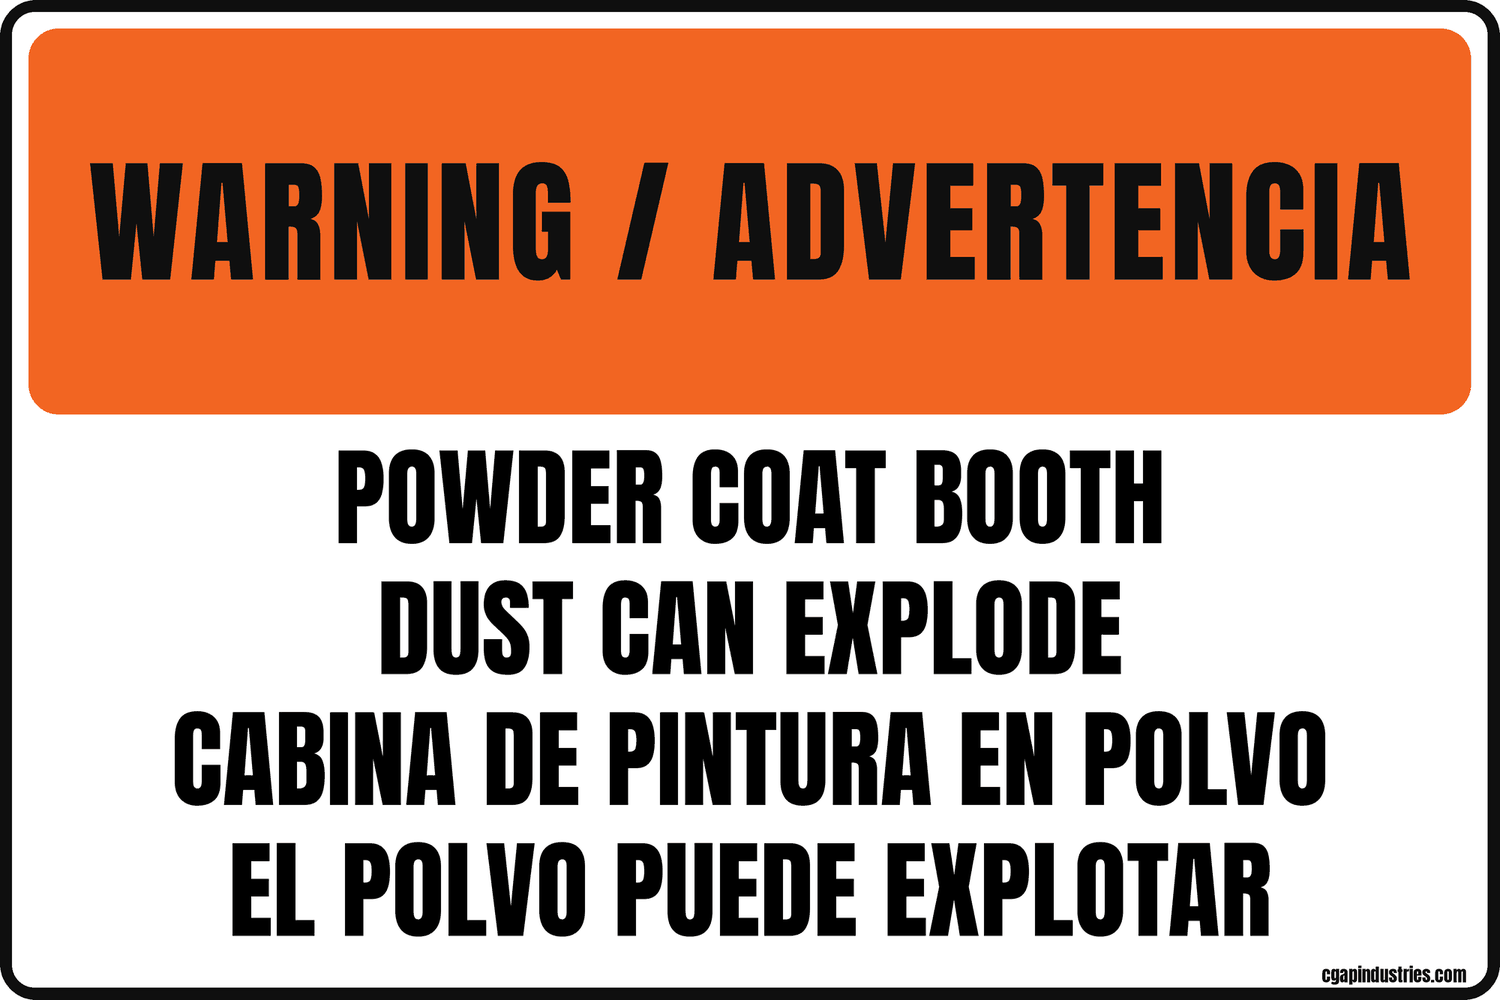 WARNING / ADVERTENCIA
POWDER COAT BOOTH
DUST CAN EXPLODE
CABINA DE PINTURA EN POLVO
EL POLVO PUEDE EXPLOTAR
cgapindustries.com